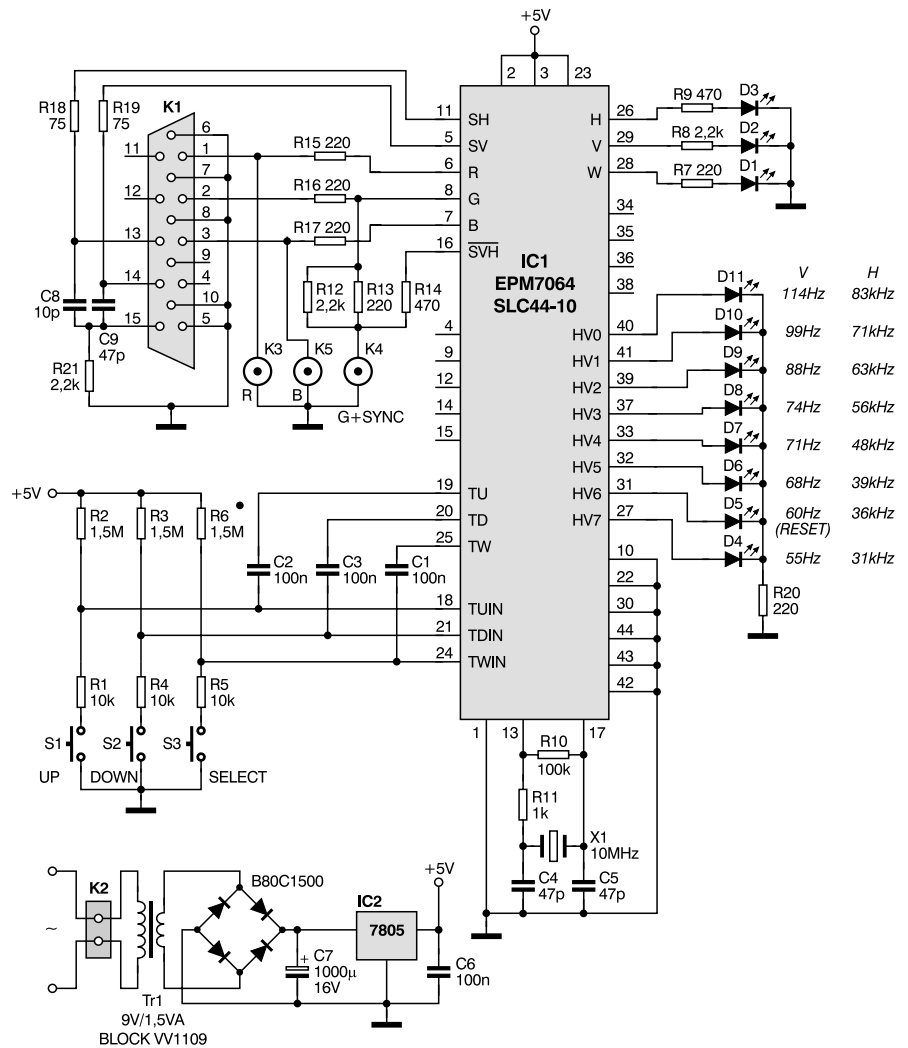 +5V
2 3 23
R18
75
R19
75
K1
6
11
1
7
12
2
8
13
3
9
14
4
10
15
5
C8
10p
C9
47p
R21
2,2k
R15 220
R16 220
R17 220
R12
2,2k
R13
220
R14
470
K3
R
K5
B
K4
G+SYNC
11 SH
5 SV
6 R
8 G
7 B
16 SVH
4
9
12
14
15
IC1
EPM7064
SLC44-10
H 26
V 29
W 28
34
35
36
38
HV0 40
HV1 41
HV2 39
HV3 37
HV4 33
HV5 32
HV6 31
HV7 27
10
22
30
44
43
42
R9 470
D3
R8 2,2k
D2
R7 220
D1
V H
D11 114Hz 83kHz
D10 99Hz 71kHz
D9 88Hz 63kHz
D8 74Hz 56kHz
D7 71Hz 48kHz
D6 68Hz 39kHz
D5 60Hz 36kHz
(RESET)
D4 55Hz 31kHz
R20
220
+5V
R2
1,5M
R3
1,5M
R6
1,5M
C2
100n
C3
100n
C1
100n
19 TU
20 TD
25 TW
18 TUIN
21 TDIN
24 TWIN
R1
10k
R4
10k
R5
10k
S1
S2
S3
UP
DOWN
SELECT
1 13 17
R10
100k
R11
1k
X1
10MHz
C4
47p
C5
47p
K2
~
Tr1
9V/1,5VA
BLOCK VV1109
B80C1500
+
C7
1000µ
16V
IC2
7805
+5V
C6
100n